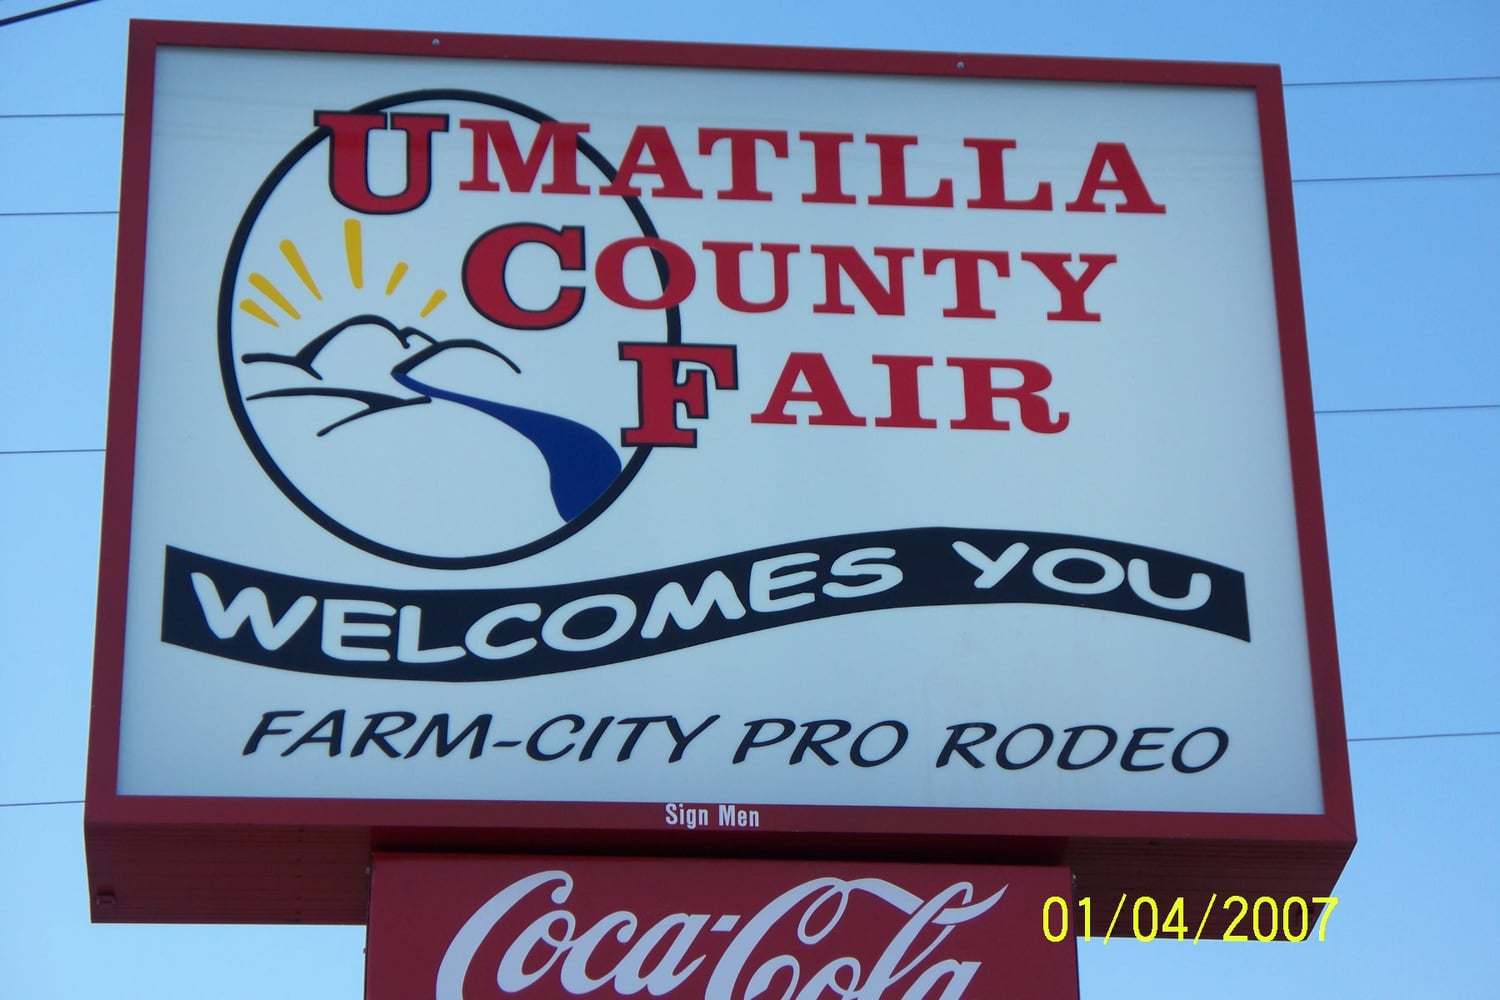 UMATILLA
COUNTY
FAIR
WELCOMES YOU
FARM-CITY PRO RODEO
Sign Men
Coca-Cola
01/04/2007